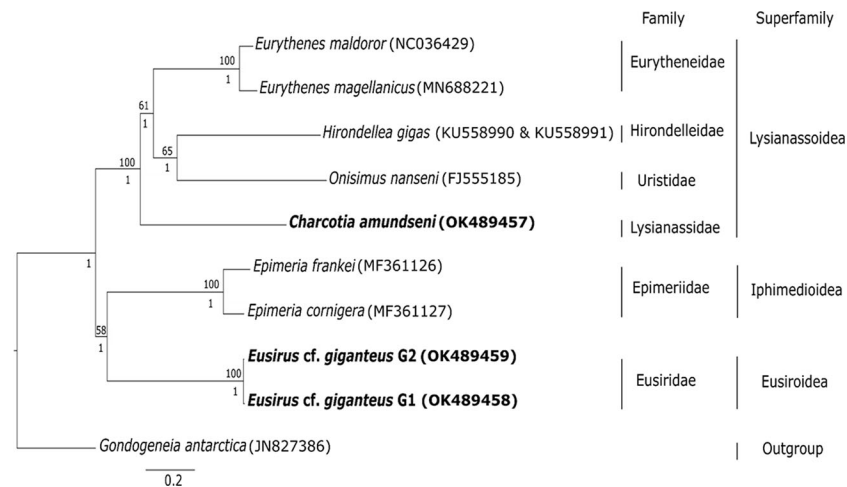 Family Superfamily
Eurythenes maldoror (NC036429)
100
1
Eurytheneidae
Eurythenes magellanicus (MN688221)
61
1
Hirondellea gigas (KU558990 & KU558991) Hirondelleidae
Lysianassoidea
65
1
100
1
Onisimus nanseni (FJ555185) Uristidae
Charcotia amundseni (OK489457) Lysianassidae
1
Epimeria frankei (MF361126)
100
1
Epimeriidae Iphimedioidea
Epimeria cornigera (MF361127)
58
1
Eusirus cf. giganteus G2 (OK489459)
100
1
Eusiridae Eusiroidea
Eusirus cf. giganteus G1 (OK489458)
Gondogeneia antarctica (JN827386) Outgroup
0.2